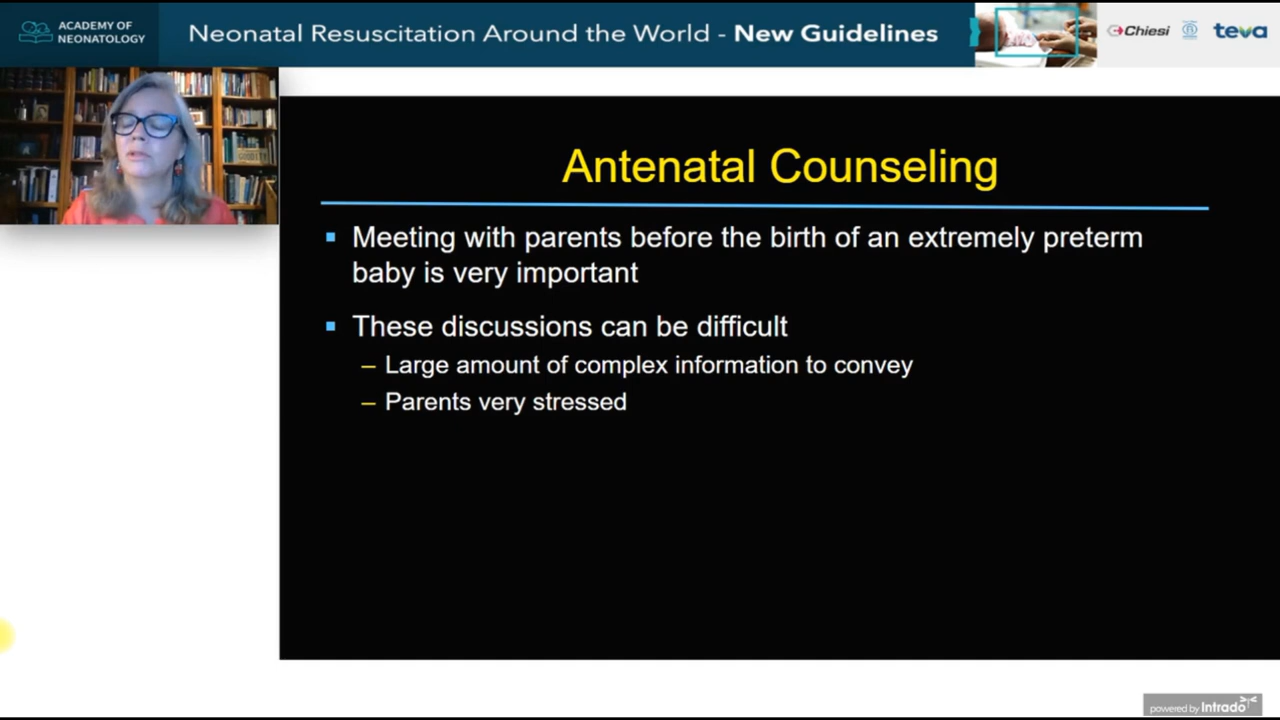 ACADEMY OF
NEONATOLOGY
Neonatal Resuscitation Around the World - New Guidelines
Chiesi
teva
Antenatal Counseling
Meeting with parents before the birth of an extremely preterm
baby is very important
These discussions can be difficult
– Large amount of complex information to convey
– Parents very stressed
powered by Intrado